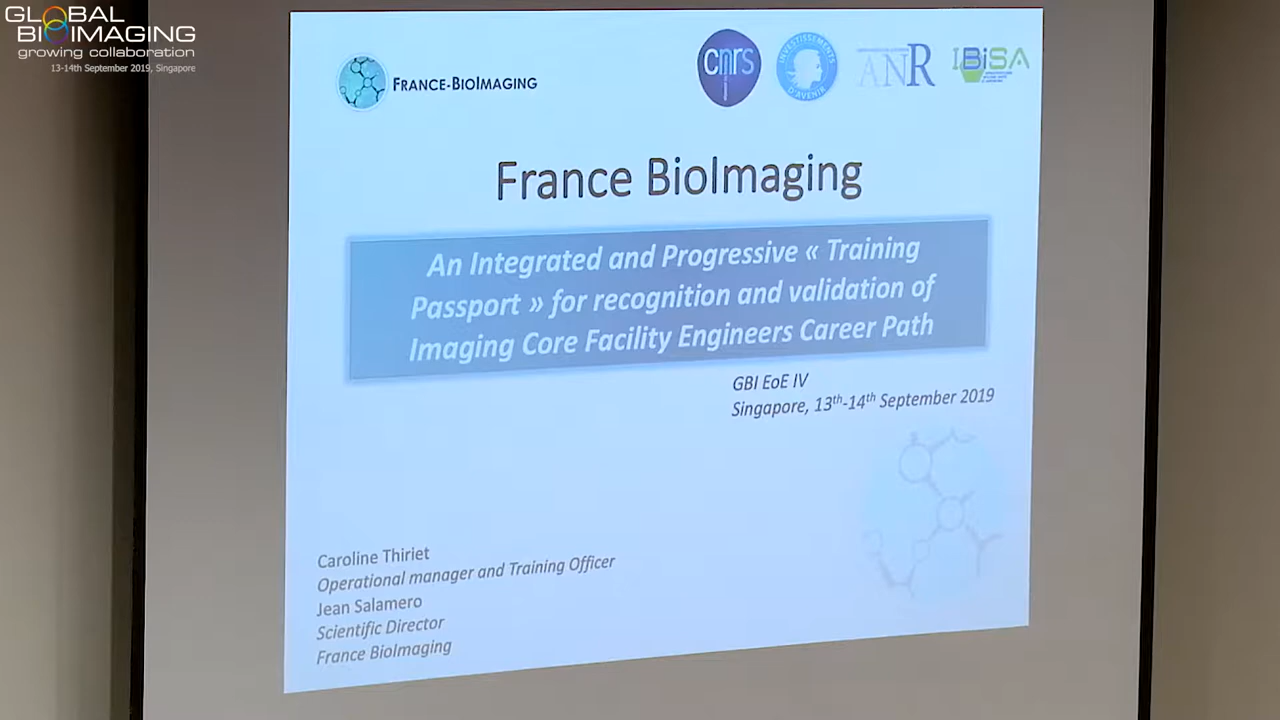 GLOBAL
BIOIMAGING
growing collaboration
13-14th September 2019, Singapore
FRANCE-BIOIMAGING
cnrs
INVESTISSEMENTS
D'AVENIR
ANR
IBiSA
France BioImaging
An Integrated and Progressive « Training
Passport » for recognition and validation of
Imaging Core Facility Engineers Career Path
GBI EoE IV
Singapore, 13th-14th September 2019
Caroline Thiriet
Operational manager and Training Officer
Jean Salamero
Scientific Director
France BioImaging